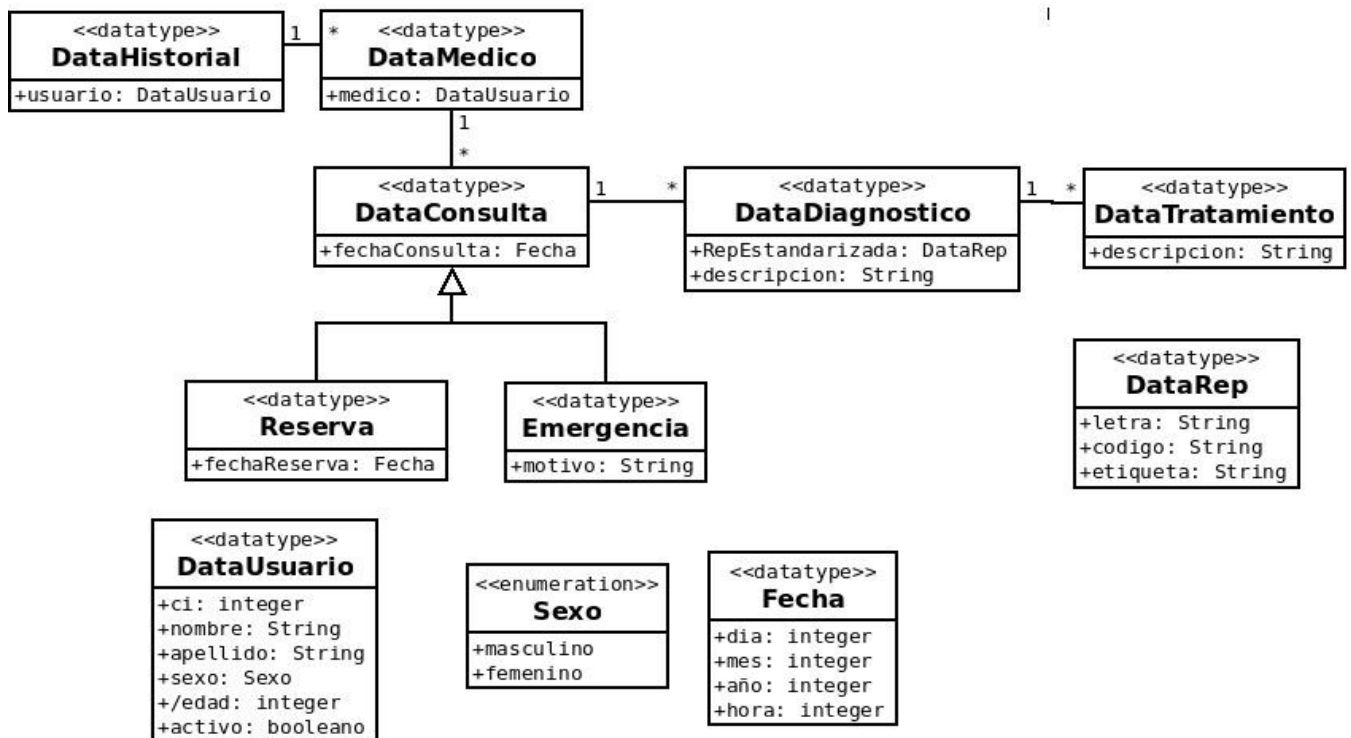 <<datatype>>
DataHistorial
+usuario: DataUsuario
1
*
<<datatype>>
DataMedico
+medico: DataUsuario
1
*
<<datatype>>
DataConsulta
+fechaConsulta: Fecha
1
*
<<datatype>>
DataDiagnostico
+RepEstandarizada: DataRep
+descripcion: String
1
*
<<datatype>>
DataTratamiento
+descripcion: String
<<datatype>>
Reserva
+fechaReserva: Fecha
<<datatype>>
Emergencia
+motivo: String
<<datatype>>
DataRep
+letra: String
+codigo: String
+etiqueta: String
<<datatype>>
DataUsuario
+ci: integer
+nombre: String
+apellido: String
+sexo: Sexo
+/edad: integer
+activo: booleano
<<enumeration>>
Sexo
+masculino
+femenino
<<datatype>>
Fecha
+dia: integer
+mes: integer
+año: integer
+hora: integer